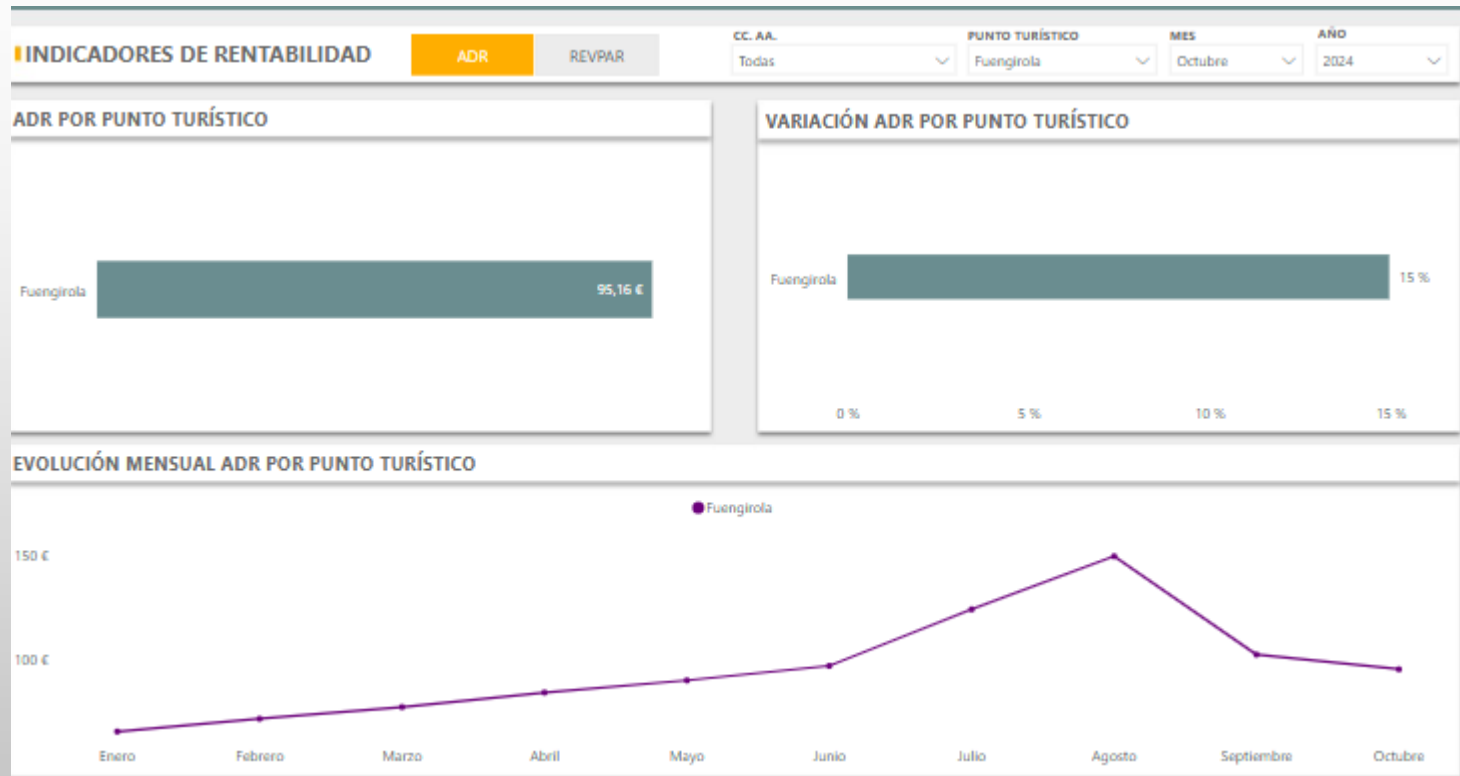 INDICADORES DE RENTABILIDAD
ADR
REVPAR
CC. AA.
Todas
PUNTO TURÍSTICO
Fuengirola
MES
Octubre
AÑO
2024
ADR POR PUNTO TURÍSTICO
Fuengirola
95,16 €
VARIACIÓN ADR POR PUNTO TURÍSTICO
Fuengirola
15 %
0 % 5 % 10 % 15 %
EVOLUCIÓN MENSUAL ADR POR PUNTO TURÍSTICO
Fuengirola
150 €
100 €
Enero Febrero Marzo Abril Mayo Junio Julio Agosto Septiembre Octubre